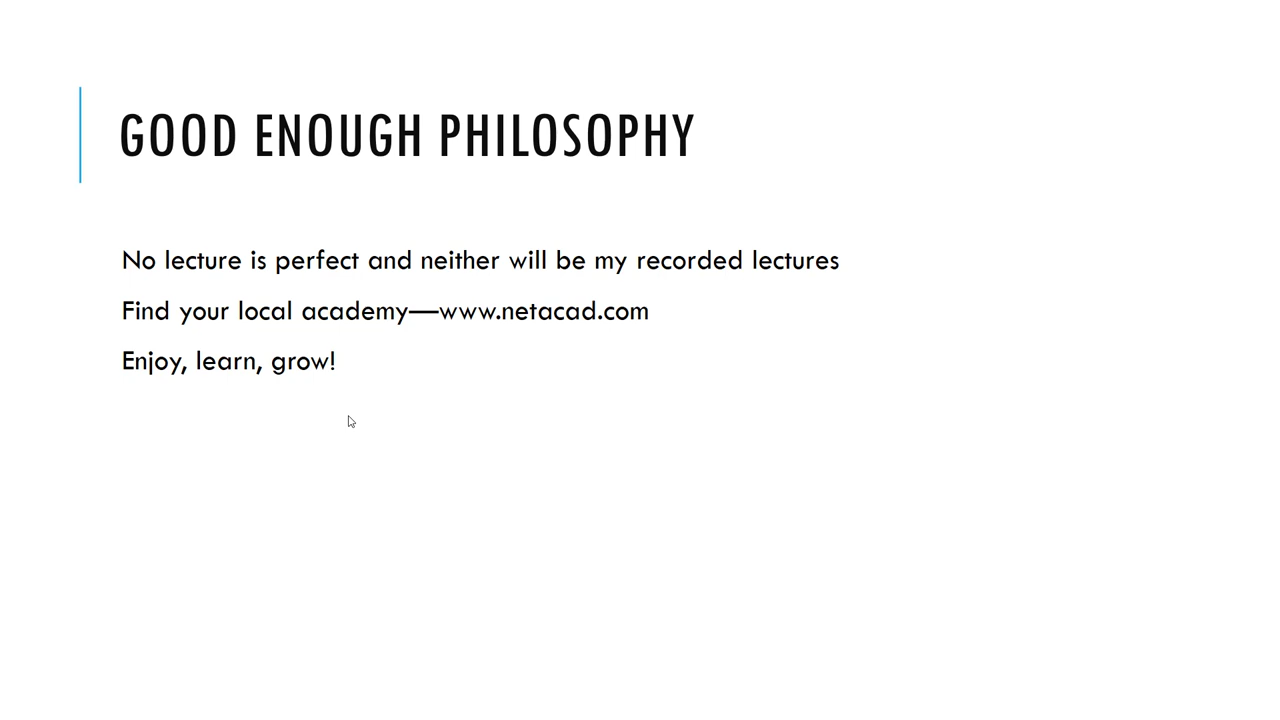 GOOD ENOUGH PHILOSOPHY
No lecture is perfect and neither will be my recorded lectures
Find your local academy—www.netacad.com
Enjoy, learn, grow!